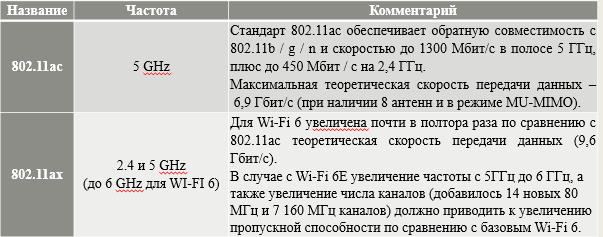 Название Частота Комментарий
Стандарт 802.11ac обеспечивает обратную совместимость с
802.11b / g / n и скоростью до 1300 Мбит/с в полосе 5 ГГц,
802.11ac 5 GHz плюс до 450 Мбит / с на 2,4 ГГц.
Максимальная теоретическая скорость передачи данных –
6,9 Гбит/с (при наличии 8 антенн и в режиме MU-MIMO).
Для Wi-Fi 6 увеличена почти в полтора раза по сравнению с
802.11ac теоретическая скорость передачи данных (9,6
Гбит/с).
802.11ax 2.4 и 5 GHz
(до 6 GHz для WI-FI 6)
В случае с Wi-Fi 6E увеличение частоты с 5ГГц до 6 ГГц, а
также увеличение числа каналов (добавилось 14 новых 80
МГц и 7 160 МГц каналов) должно приводить к увеличению
пропускной способности по сравнению с базовым Wi-Fi 6.